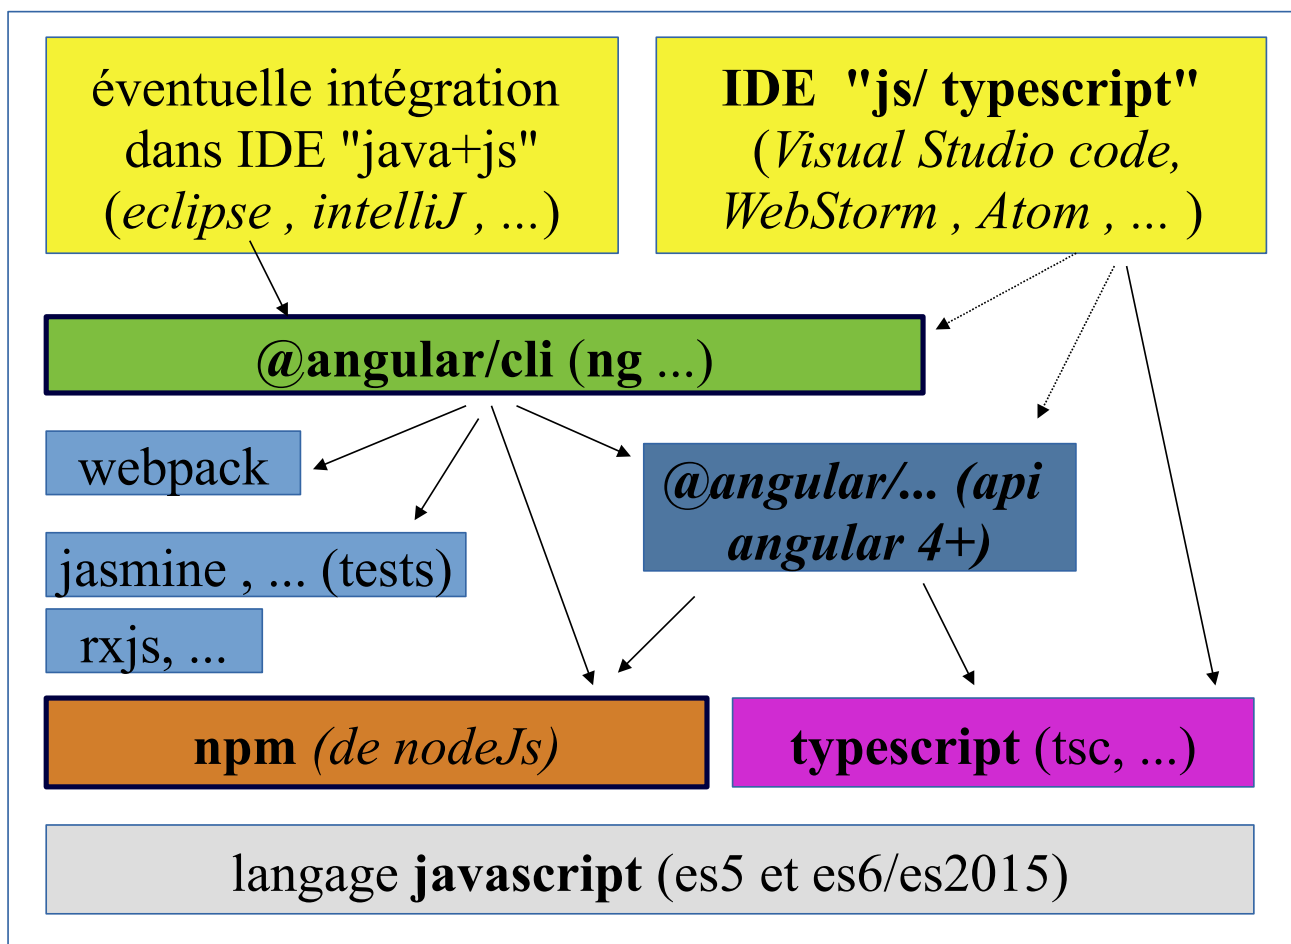 éventuelle intégration
dans IDE "java+js"
(eclipse , intelliJ , ...)
IDE  "js/ typescript"
(Visual Studio code,
WebStorm , Atom , ... )
@angular/cli (ng ...)
webpack
@angular/... (api
angular 4+)
jasmine , ... (tests)
rxjs, ...
npm (de nodeJs)
typescript (tsc, ...)
langage javascript (es5 et es6/es2015)